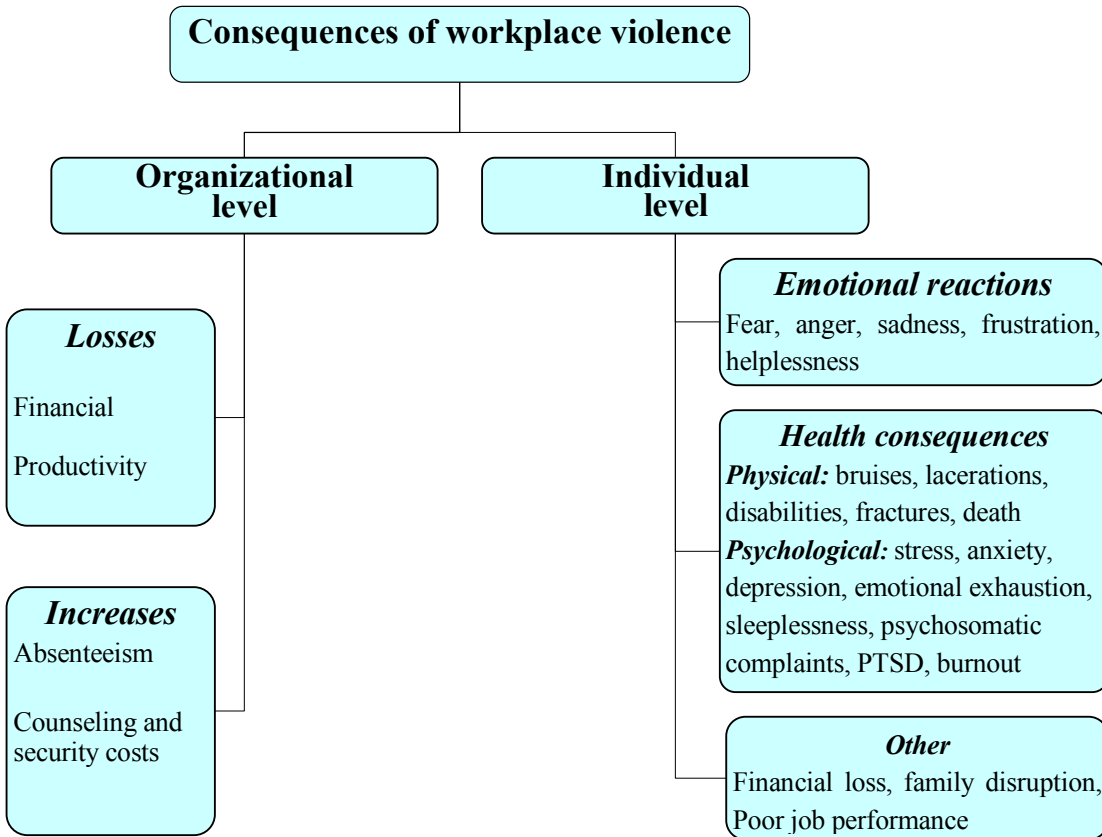 Consequences of workplace violence
Organizational
level
Individual
level
Losses
Financial
Productivity
Increases
Absenteeism
Counseling and
security costs
Emotional reactions
Fear, anger, sadness, frustration,
helplessness
Health consequences
Physical: bruises, lacerations,
disabilities, fractures, death
Psychological: stress, anxiety,
depression, emotional exhaustion,
sleeplessness, psychosomatic
complaints, PTSD, burnout
Other
Financial loss, family disruption,
Poor job performance